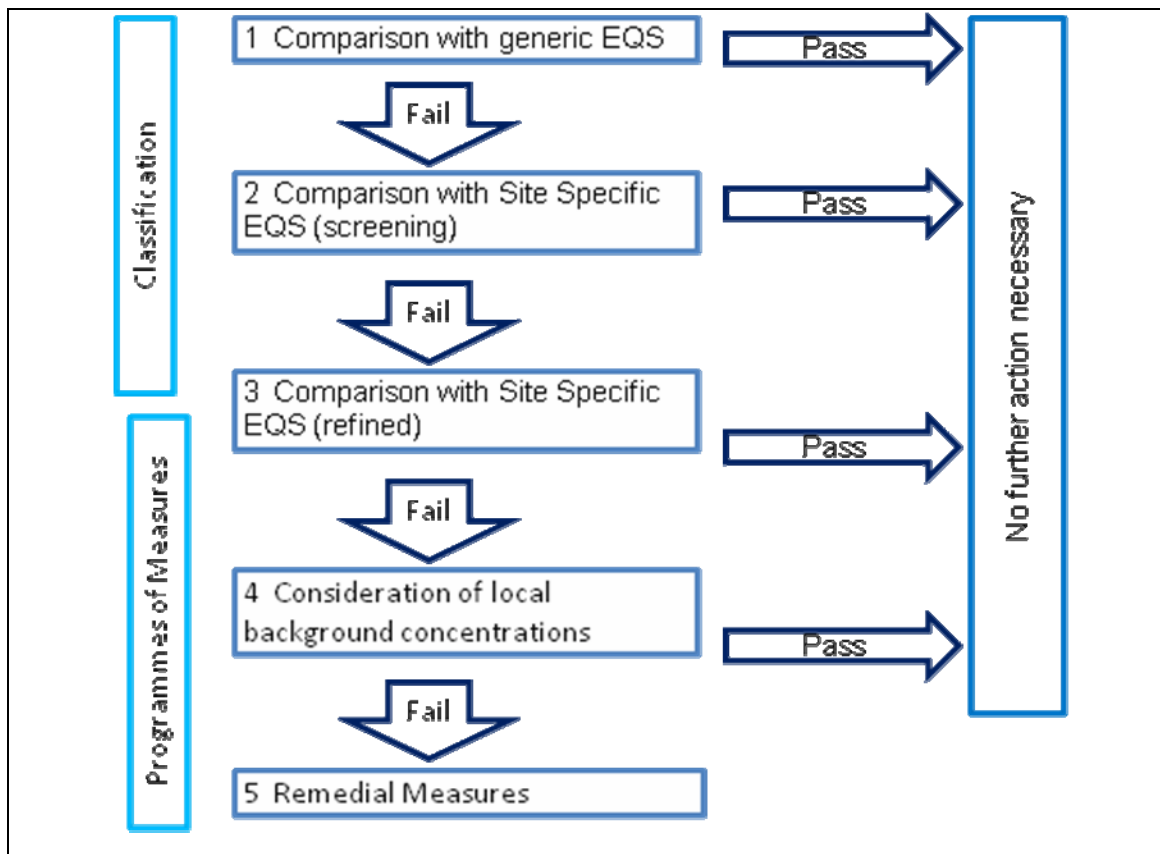 Classification
1 Comparison with generic EQS
Pass
Fail
2 Comparison with Site Specific
EQS (screening)
Pass
Fail
3 Comparison with Site Specific
EQS (refined)
Pass
Fail
Programmes of Measures
4 Consideration of local
background concentrations
Pass
Fail
5 Remedial Measures
No further action necessary